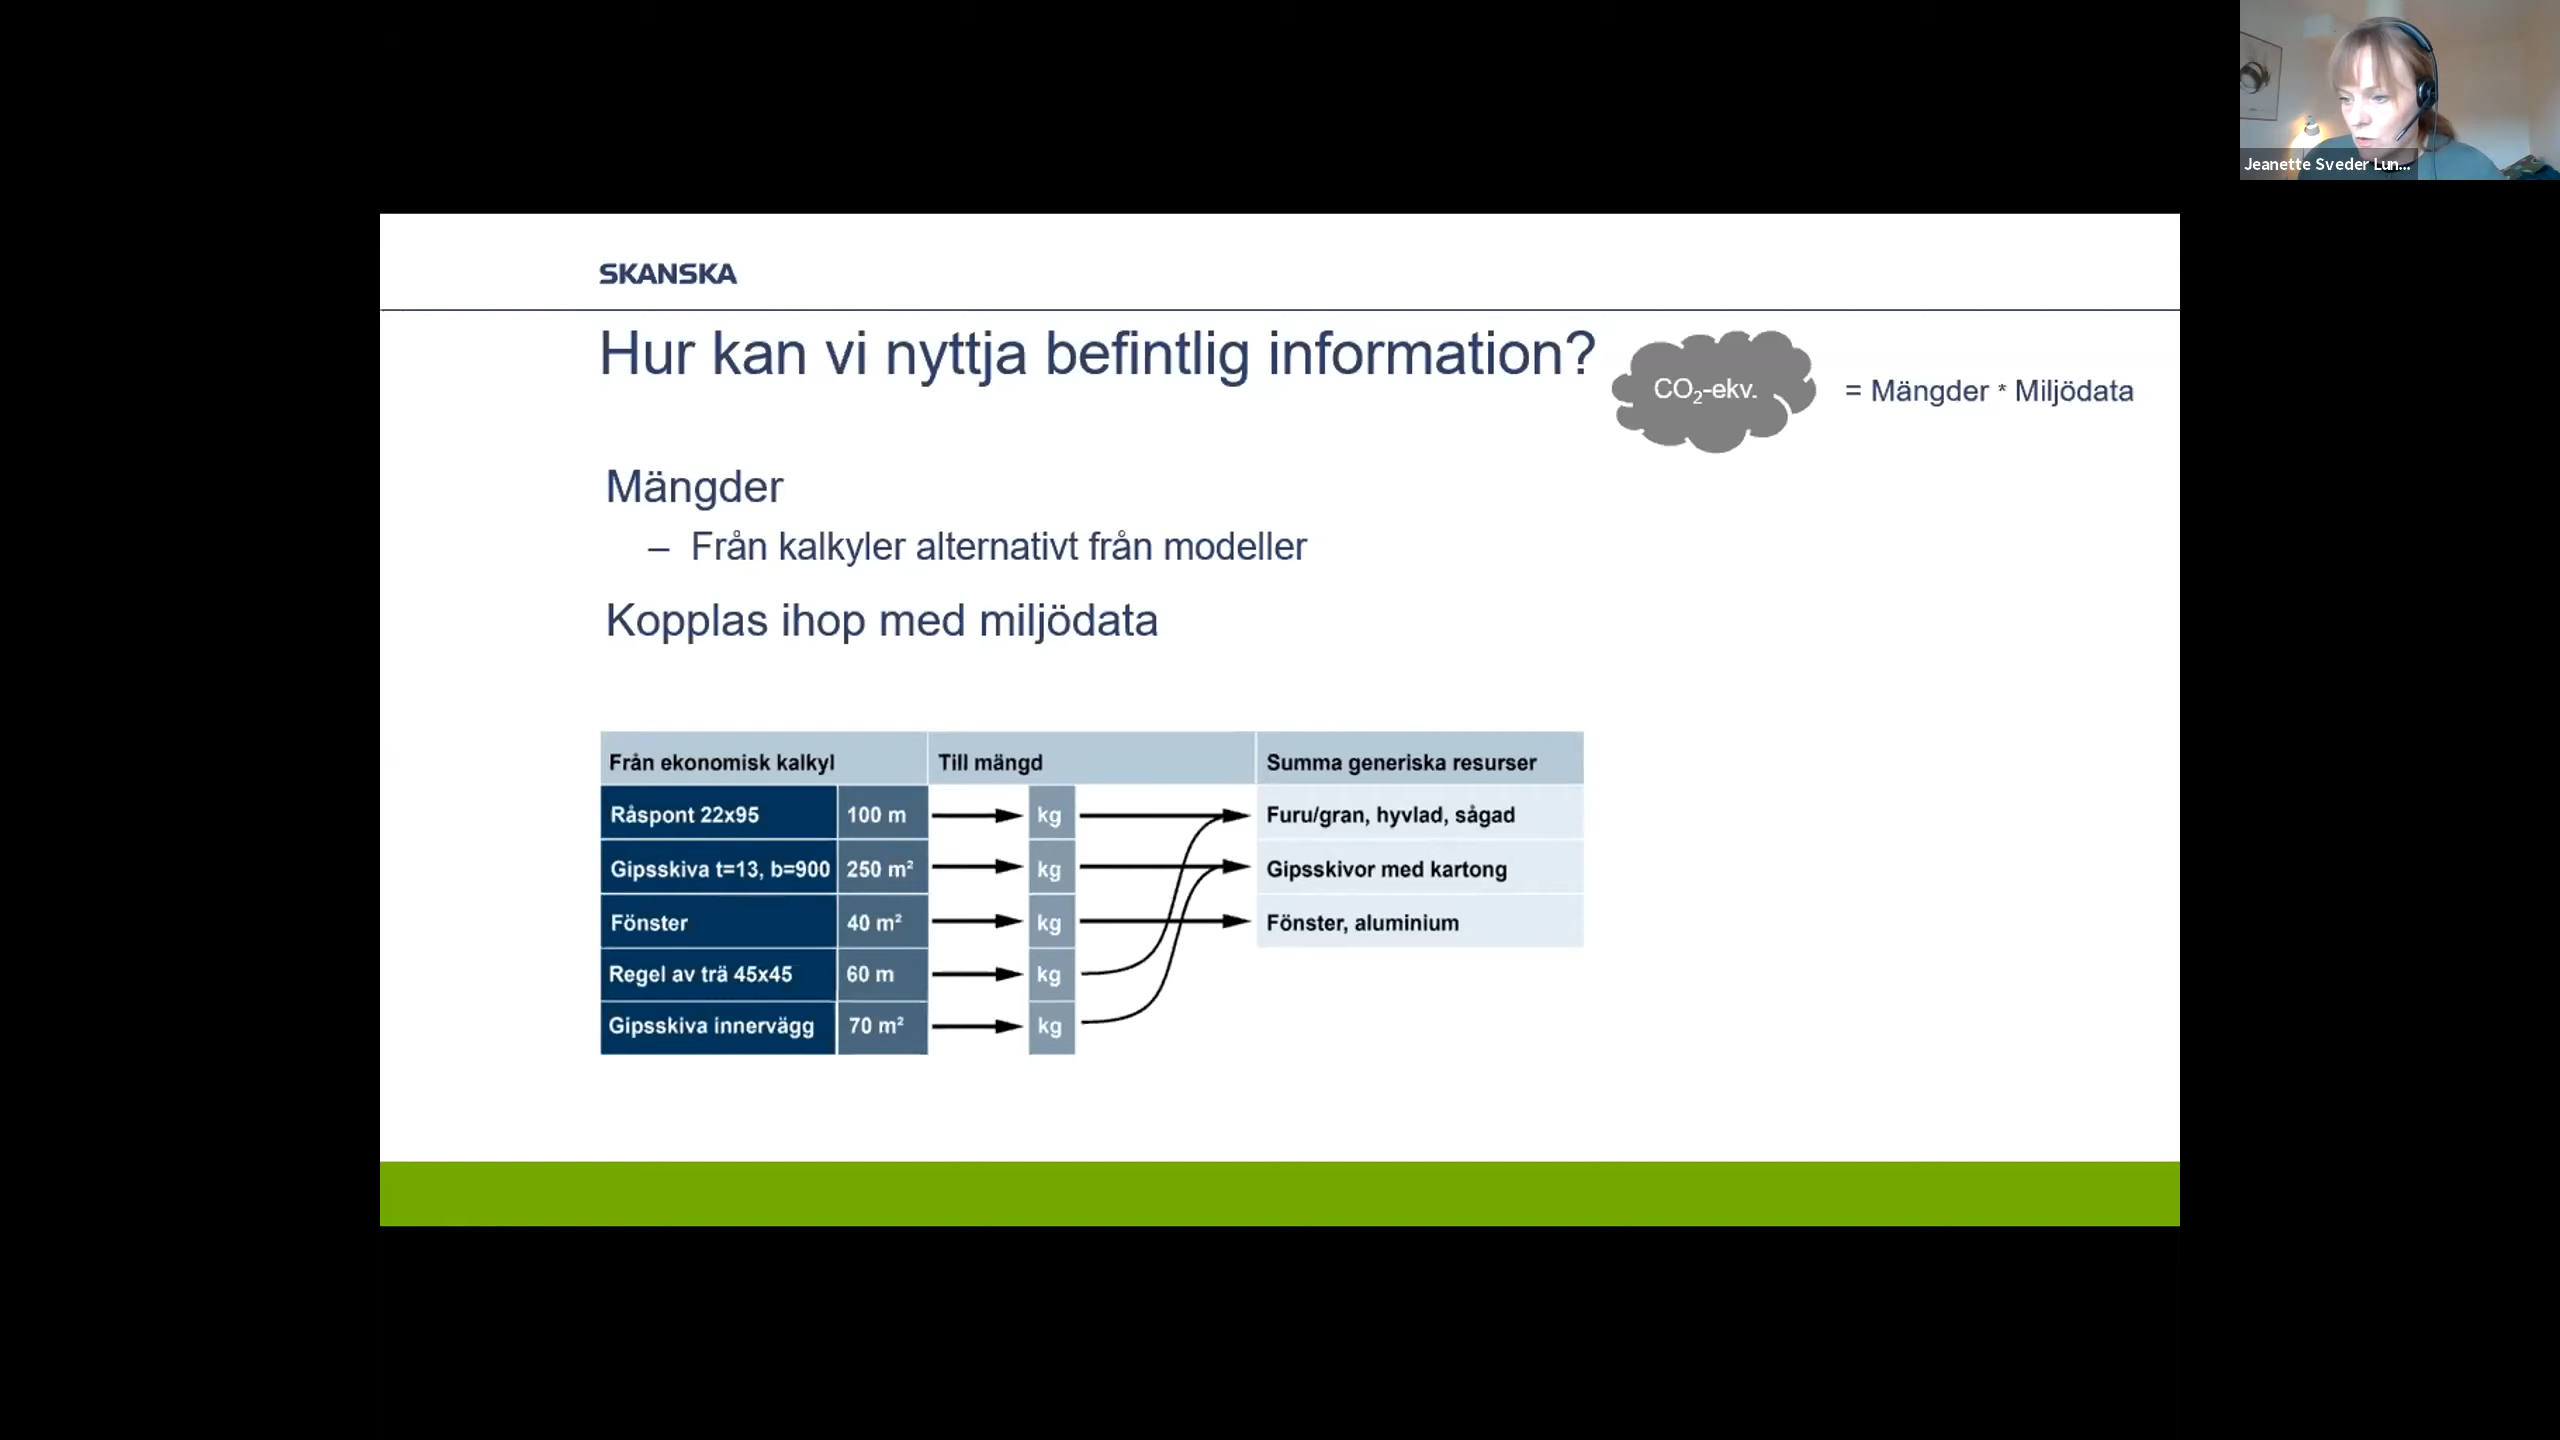 Jeanette Sveder Lun...
SKANSKA
Hur kan vi nyttja befintlig information?
CO₂-ekv.
= Mängder * Miljödata
Mängder
– Från kalkyler alternativt från modeller
Kopplas ihop med miljödata
Från ekonomisk kalkyl Till mängd Summa generiska resurser
Råspont 22x95 100 m kg Furu/gran, hyvlad, sågad
Gipsskiva t=13, b=900 250 m² kg Gipsskivor med kartong
Fönster 40 m² kg Fönster, aluminium
Regel av trä 45x45 60 m kg
Gipsskiva innervägg 70 m² kg